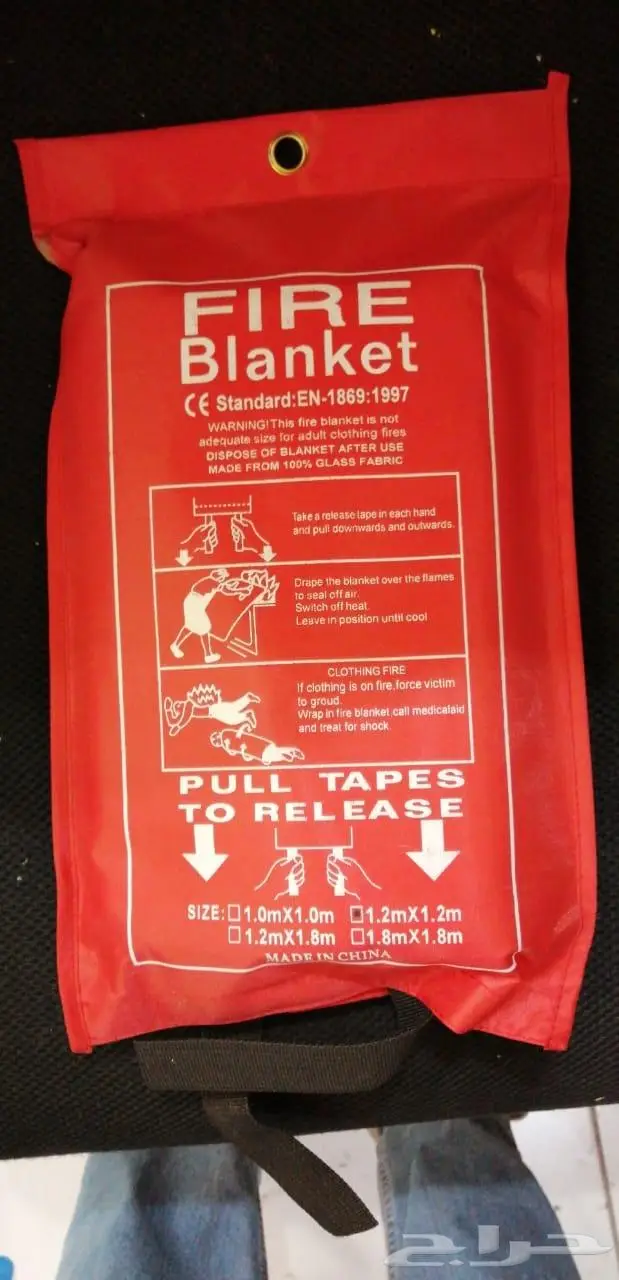 FIRE
Blanket
CE Standard:EN-1869:1997
WARNING!This fire blanket is not
adequate size for adult clothing fires
DISPOSE OF BLANKET AFTER USE
MADE FROM 100% GLASS FABRIC
Take a release tape in each hand
and pull downwards and outwards.
Drape the blanket over the flames
to seal off air.
Switch off heat.
Leave in position until cool
CLOTHING FIRE
If clothing is on fire,force victim
to groud.
Wrap in fire blanket,call medicalaid
and treat for shock.
PULL TAPES
TO RELEASE
SIZE: 1.0mX1.0m 1.2mX1.2m
1.2mX1.8m 1.8mX1.8m
MADE IN CHINA
حراج